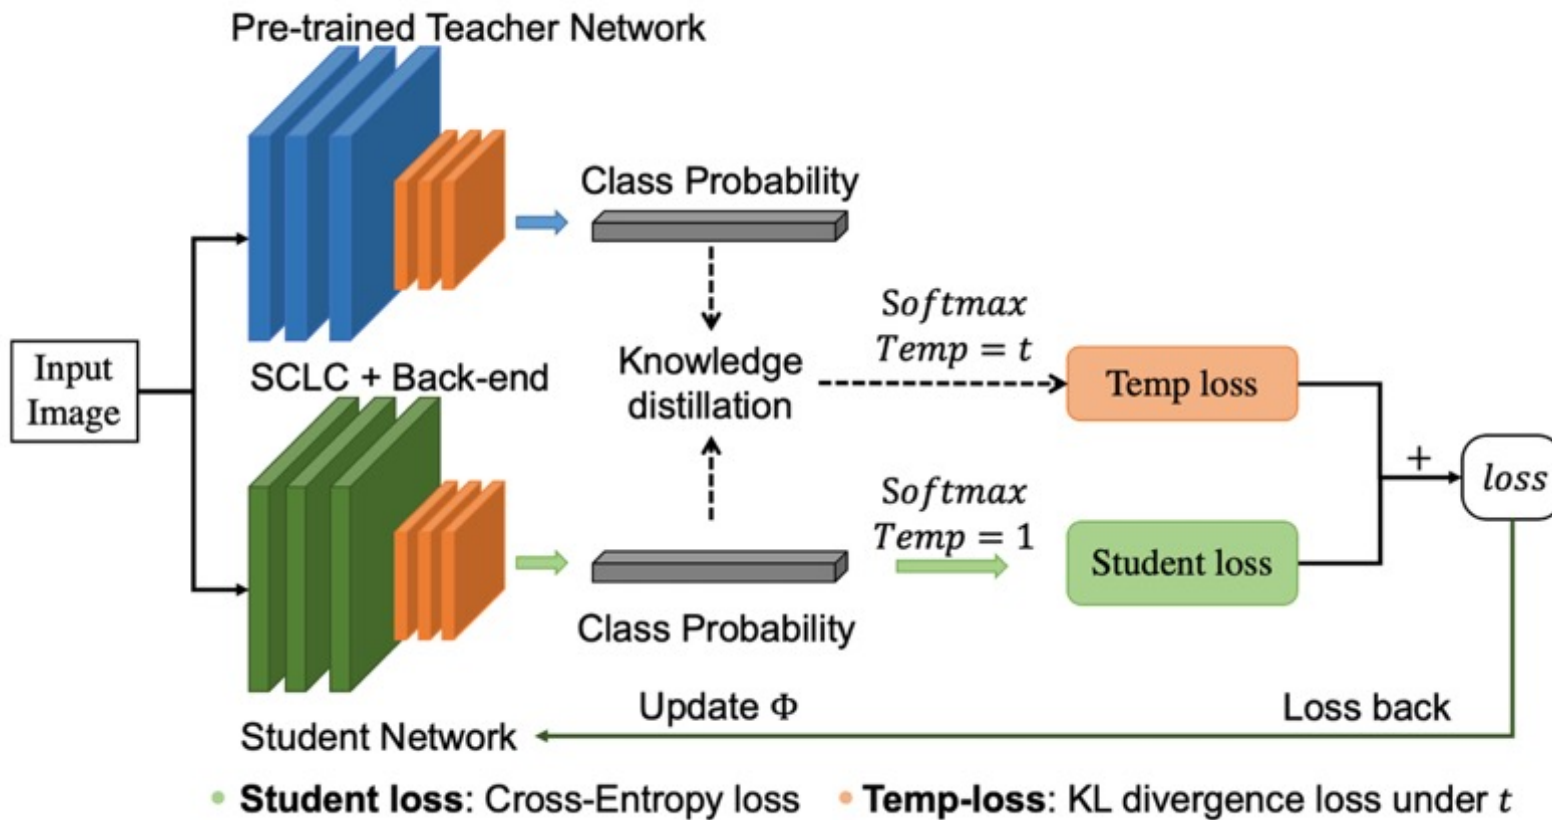 Pre-trained Teacher Network
Class Probability
Input
Image
SCLC + Back-end
Knowledge
distillation
Softmax
Temp = t
Temp loss
+
loss
Softmax
Temp = 1
Student loss
Class Probability
Update Φ
Loss back
Student Network
• Student loss: Cross-Entropy loss
• Temp-loss: KL divergence loss under t